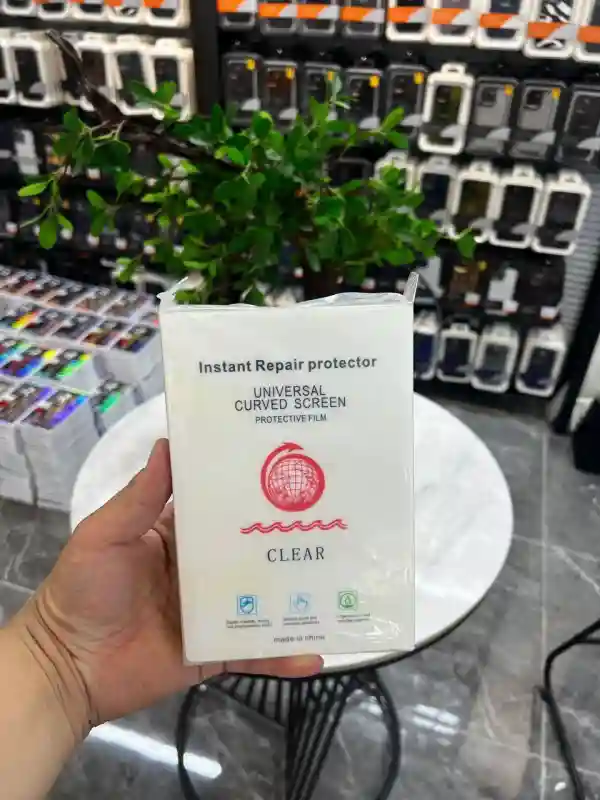 Instant Repair protector
UNIVERSAL
CURVED SCREEN
PROTECTIVE FILM
CLEAR
made in china